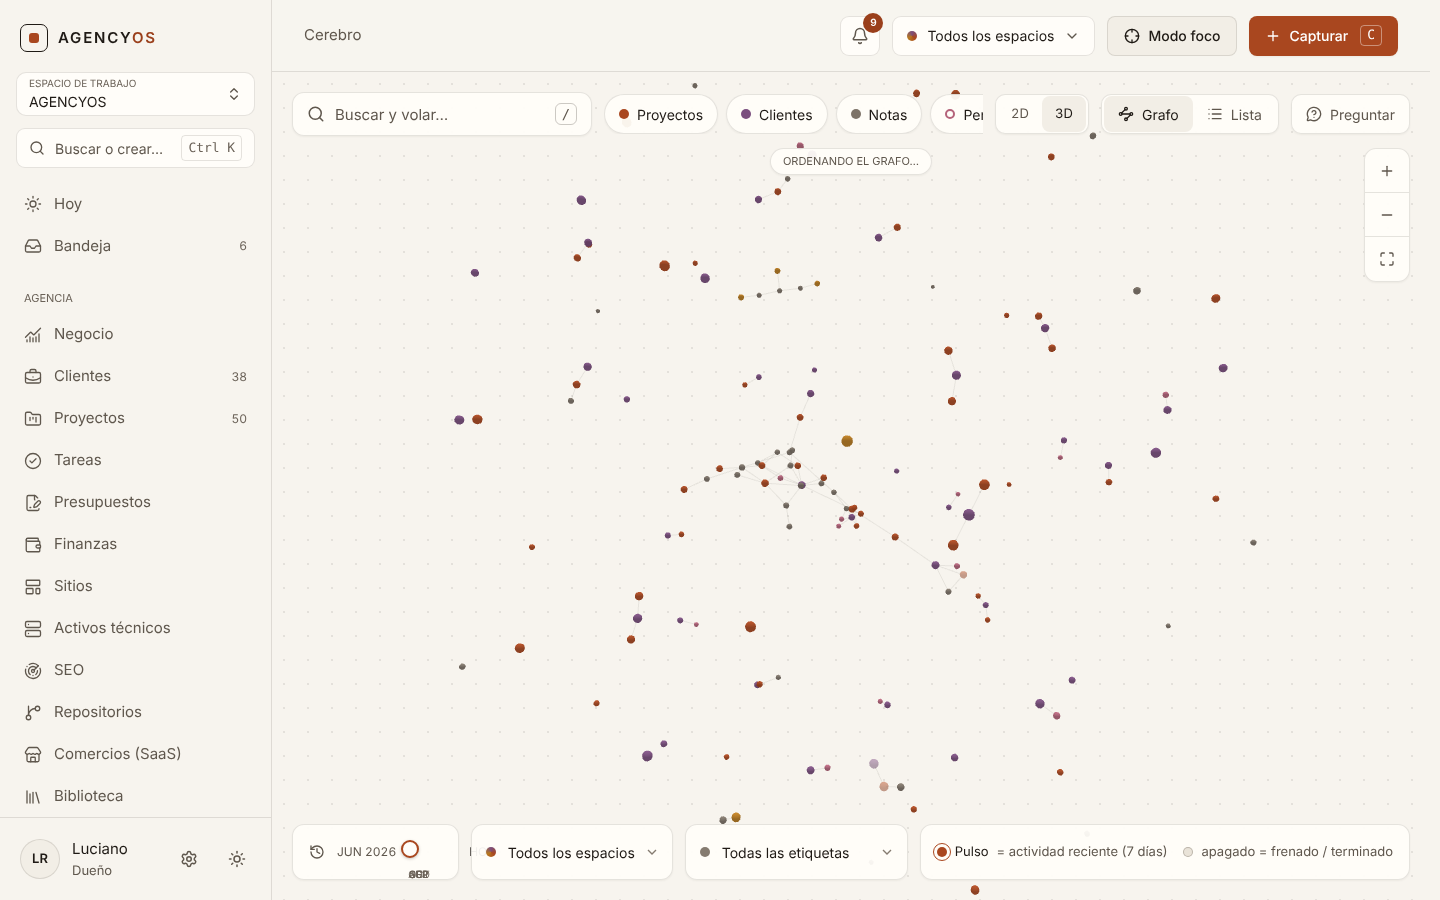 AGENCYOS
ESPACIO DE TRABAJO
AGENCYOS
Buscar o crear... Ctrl K
Hoy
Bandeja 6
AGENCIA
Negocio
Clientes 38
Proyectos 50
Tareas
Presupuestos
Finanzas
Sitios
Activos técnicos
SEO
Repositorios
Comercios (SaaS)
Biblioteca
LR
Luciano
Dueño
Cerebro
9
Todos los espacios
Modo foco
Capturar C
Buscar y volar... /
Proyectos
Clientes
Notas
Per
2D
3D
Grafo
Lista
Preguntar
ORDENANDO EL GRAFO...
JUN 2026
Todos los espacios
Todas las etiquetas
Pulso = actividad reciente (7 días)
apagado = frenado / terminado